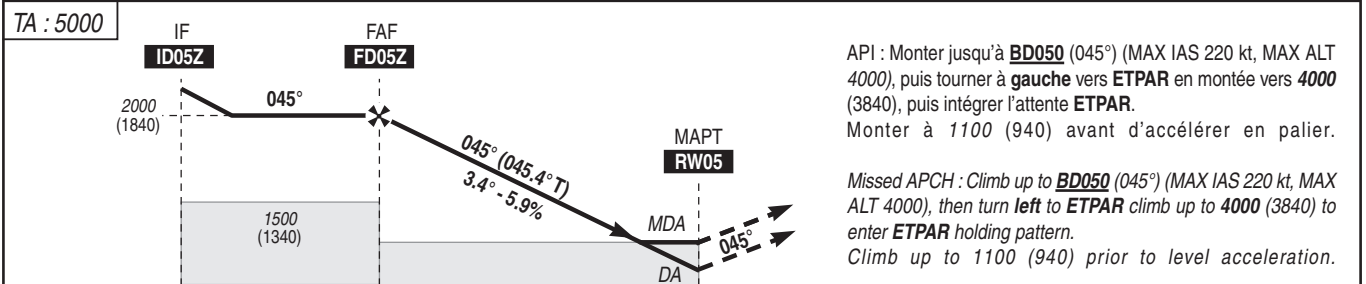 TA : 5000
IF
ID05Z
FAF
FD05Z
2000
(1840)
045°
045° (045.4°T)
3.4° - 5.9%
MAPT
RW05
1500
(1340)
MDA
DA
045°
API : Monter jusqu'à BD050 (045°) (MAX IAS 220 kt, MAX ALT
4000), puis tourner à gauche vers ETPAR en montée vers 4000
(3840), puis intégrer l'attente ETPAR.
Monter à 1100 (940) avant d'accélérer en palier.
Missed APCH : Climb up to BD050 (045°) (MAX IAS 220 kt, MAX
ALT 4000), then turn left to ETPAR climb up to 4000 (3840) to
enter ETPAR holding pattern.
Climb up to 1100 (940) prior to level acceleration.